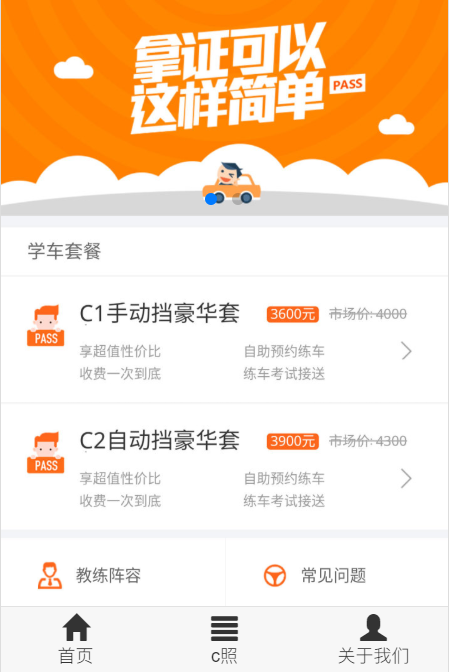 拿证可以
这样简单 PASS
学车套餐
C1手动挡豪华套 3600元 市场价:4000
PASS
享超值性价比 自助预约练车
收费一次到底 练车考试接送
C2自动挡豪华套 3900元 市场价:4300
PASS
享超值性价比 自助预约练车
收费一次到底 练车考试接送
教练阵容 常见问题
首页 c照 关于我们